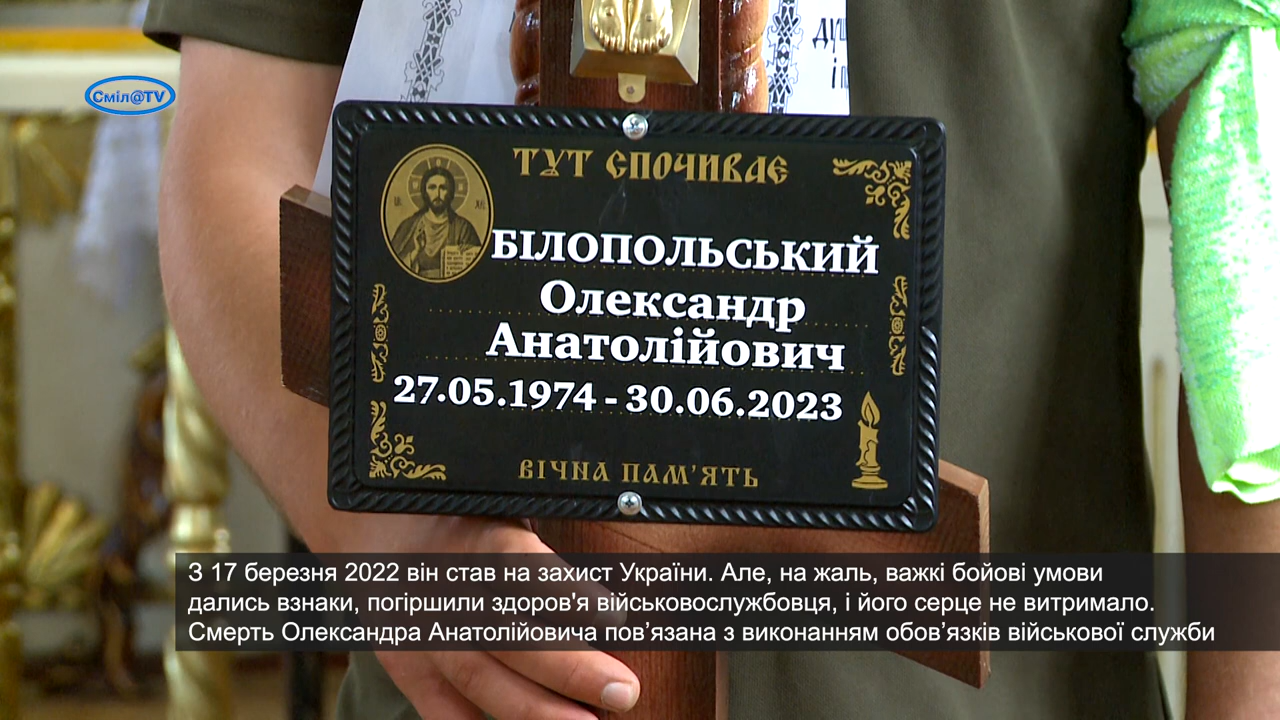 Сміл@TV
ТУТ СПОЧИВАЄ
БІЛОПОЛЬСЬКИЙ
Олександр
Анатолійович
27.05.1974 - 30.06.2023
ВІЧНА ПАМ'ЯТЬ
З 17 березня 2022 він став на захист України. Але, на жаль, важкі бойові умови
дались взнаки, погіршили здоров'я військовослужбовця, і його серце не витримало.
Смерть Олександра Анатолійовича пов’язана з виконанням обов’язків військової служби